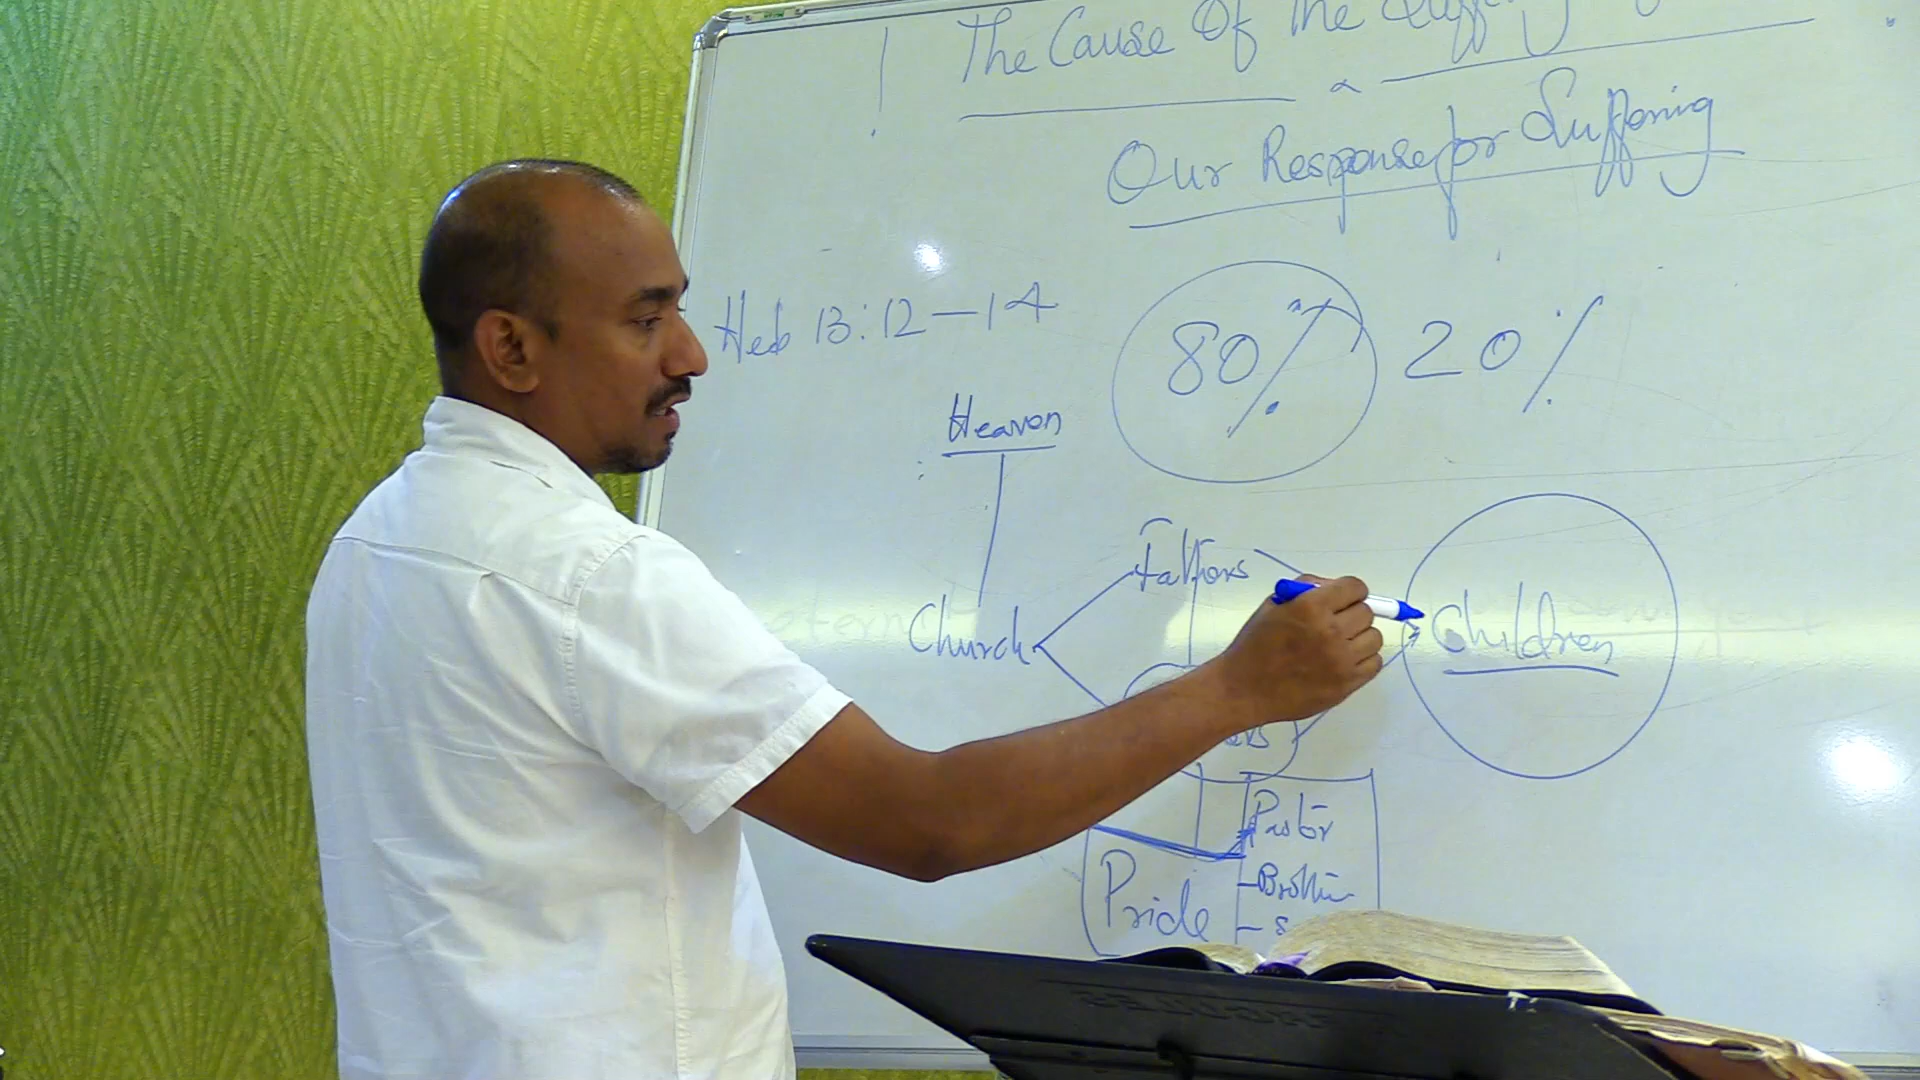 The Cause Of The
Our Response for Suffering
Heb 13:12-14
80% 20%
Heaven
Fathers
Church
Children
Pastor
Pride